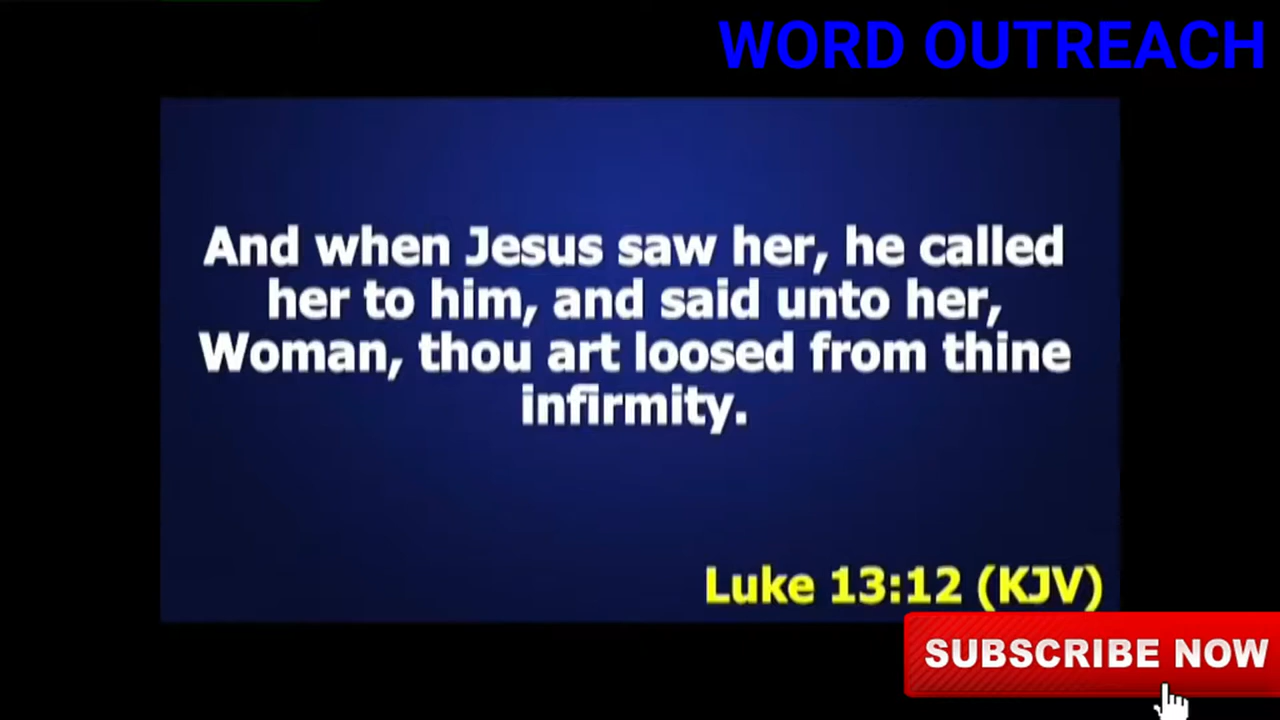 WORD OUTREACH
And when Jesus saw her, he called
her to him, and said unto her,
Woman, thou art loosed from thine
infirmity.
Luke 13:12 (KJV)
SUBSCRIBE NOW